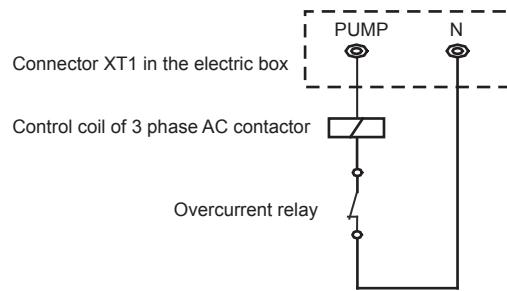 PUMP N
Connector XT1 in the electric box
Control coil of 3 phase AC contactor
Overcurrent relay